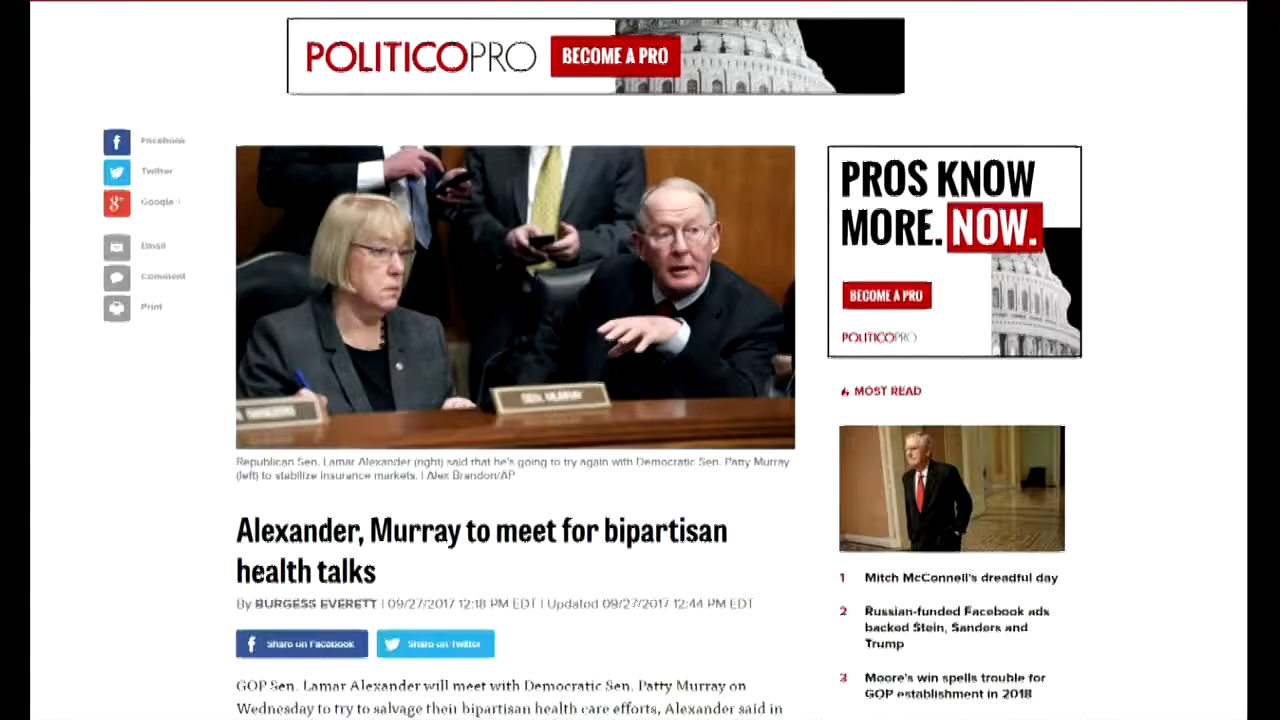 POLITICOPRO BECOME A PRO
Facebook
Twitter
Google +
Email
Comment
Print
SEN. MURRAY
PROS KNOW
MORE. NOW.
BECOME A PRO
POLITICOPRO
Republican Sen. Lamar Alexander (right) said that he's going to try again with Democratic Sen. Patty Murray
(left) to stabilize insurance markets. | Alex Brandon/AP
Alexander, Murray to meet for bipartisan
health talks
By BURGESS EVERETT | 09/27/2017 12:18 PM EDT | Updated 09/27/2017 12:44 PM EDT
Share on Facebook Share on Twitter
GOP Sen. Lamar Alexander will meet with Democratic Sen. Patty Murray on
Wednesday to try to salvage their bipartisan health care efforts, Alexander said in
MOST READ
1 Mitch McConnell's dreadful day
2 Russian-funded Facebook ads
backed Stein, Sanders and
Trump
3 Moore's win spells trouble for
GOP establishment in 2018